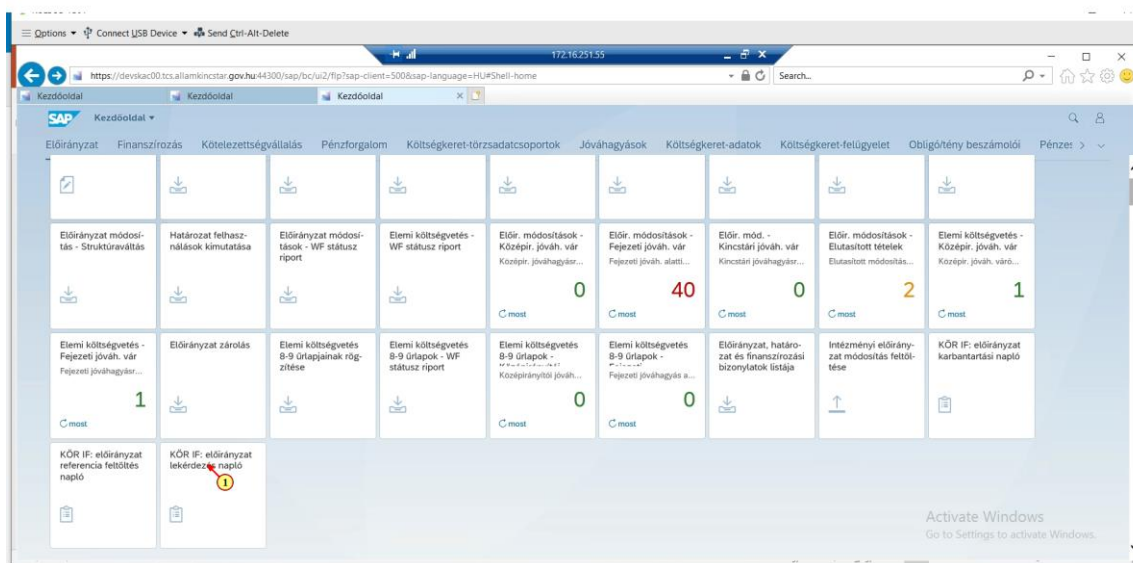 Options Connect USB Device Send Ctrl-Alt-Delete
172.16.251.55
https://devskac00.tcs.allamkincstar.gov.hu:44300/sap/bc/ui2/flp?sap-client=500&sap-language=HU#Shell-home
Search...
Kezdőoldal Kezdőoldal Kezdőoldal
SAP Kezdőoldal
Előirányzat Finanszírozás Kötelezettségvállalás Pénzforgalom Költségkeret-törzsadatcsoportok Jóváhagyások Költségkeret-adatok Költségkeret-felügyelet Obligó/tény beszámolói Pénzes
Előirányzat módosí-
tás - Struktúraváltás
Határozat felhasz-
nálások kimutatása
Előirányzat módosí-
tások - WF státusz
riport
Elemi költségvetés -
WF státusz riport
Előir. módosítások -
Középir. jóváh. vár
Középir. jóváhagyásr...
0
most
Előir. módosítások -
Fejezeti jóváh. vár
Fejezeti jóváh. alatti...
40
most
Előir. mód. -
Kincstári jóváh. vár
Kincstári jóváhagyásr...
0
most
Előir. módosítások -
Elutasított tételek
Elutasított módosítás...
2
most
Elemi költségvetés -
Középir. jóváh. vár
Középir. jóváh. váró...
1
most
Elemi költségvetés -
Fejezeti jóváh. vár
Fejezeti jóváhagyásr...
1
most
Előirányzat zárolás
Elemi költségvetés
8-9 űrlapjainak rög-
zítése
Elemi költségvetés
8-9 űrlapok - WF
státusz riport
Elemi költségvetés
8-9 űrlapok -
Középirányítói jóváh...
0
most
Elemi költségvetés
8-9 űrlapok -
Fejezeti jóváhagyás a...
0
most
Előirányzat, határo-
zat és finanszírozási
bizonylatok listája
Intézményi előirány-
zat módosítás feltöl-
tése
KÖR IF: előirányzat
karbantartási napló
KÖR IF: előirányzat
referencia feltöltés
napló
KÖR IF: előirányzat
lekérdezés napló
1
Activate Windows
Go to Settings to activate Windows.